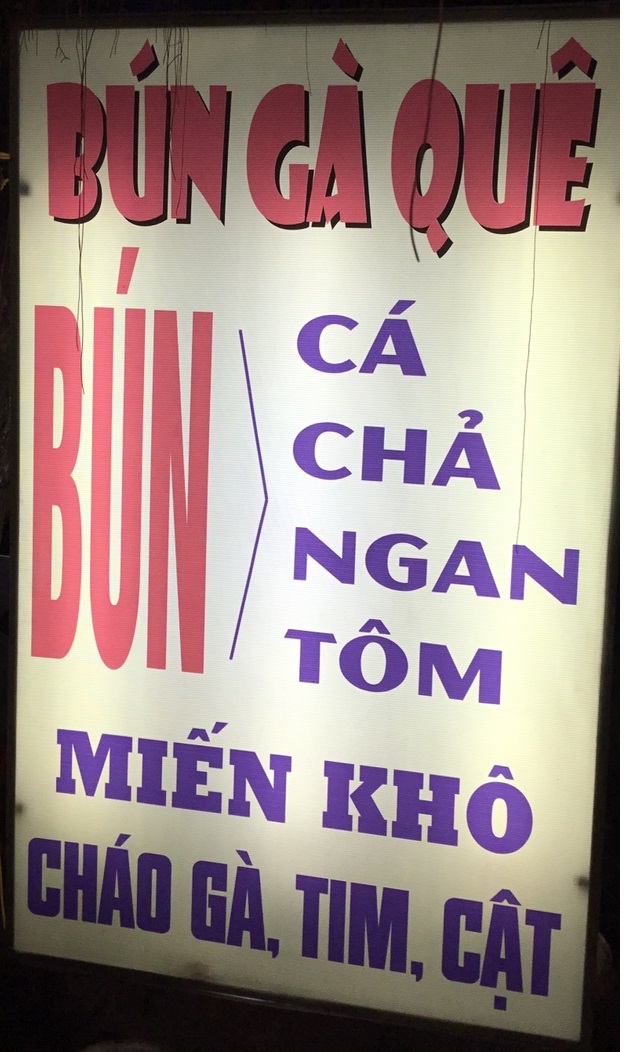 BÚN GÀ QUÊ
BÚN
CÁ
CHẢ
NGAN
TÔM
MIẾN KHÔ
CHÁO GÀ, TIM, CẬT